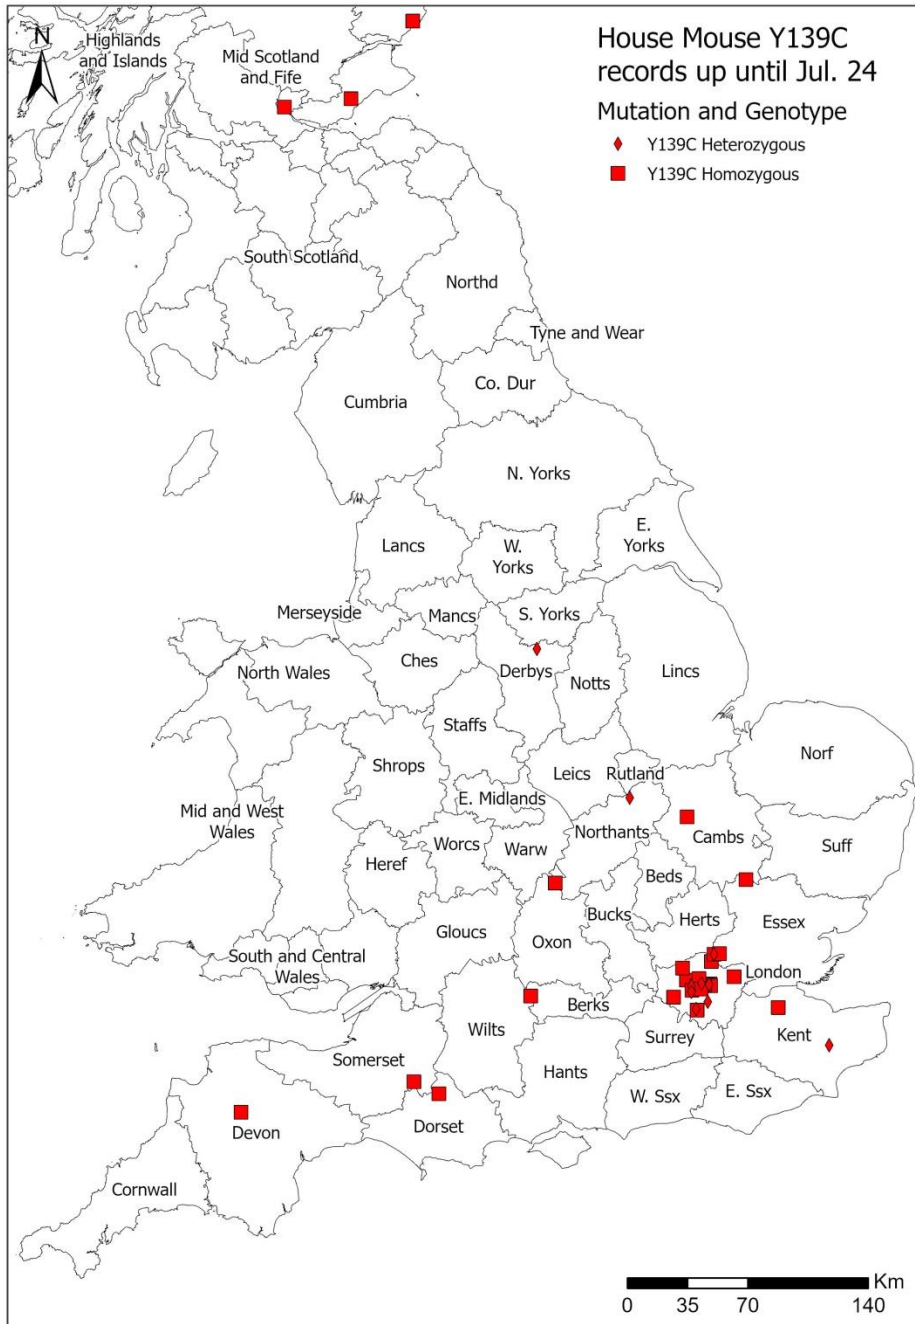 House Mouse Y139C
records up until Jul. 24
Mutation and Genotype
Y139C Heterozygous
Y139C Homozygous
N
Highlands
and Islands
Mid Scotland
and Fife
South Scotland
Northd
Tyne and Wear
Co. Dur
Cumbria
N. Yorks
E.
Yorks
Lancs
W.
Yorks
Merseyside
Mancs
S. Yorks
North Wales
Ches
Derbys
Notts
Lincs
Staffs
Shrops
Leics
Rutland
Norf
Mid and West
Wales
E. Midlands
Northants
Cambs
Heref
Worcs
Warw
Suff
Beds
Bucks
Herts
Essex
Gloucs
Oxon
South and Central
Wales
London
Berks
Wilts
Surrey
Kent
Somerset
Hants
W. Ssx
E. Ssx
Devon
Dorset
Cornwall
Km
0 35 70 140